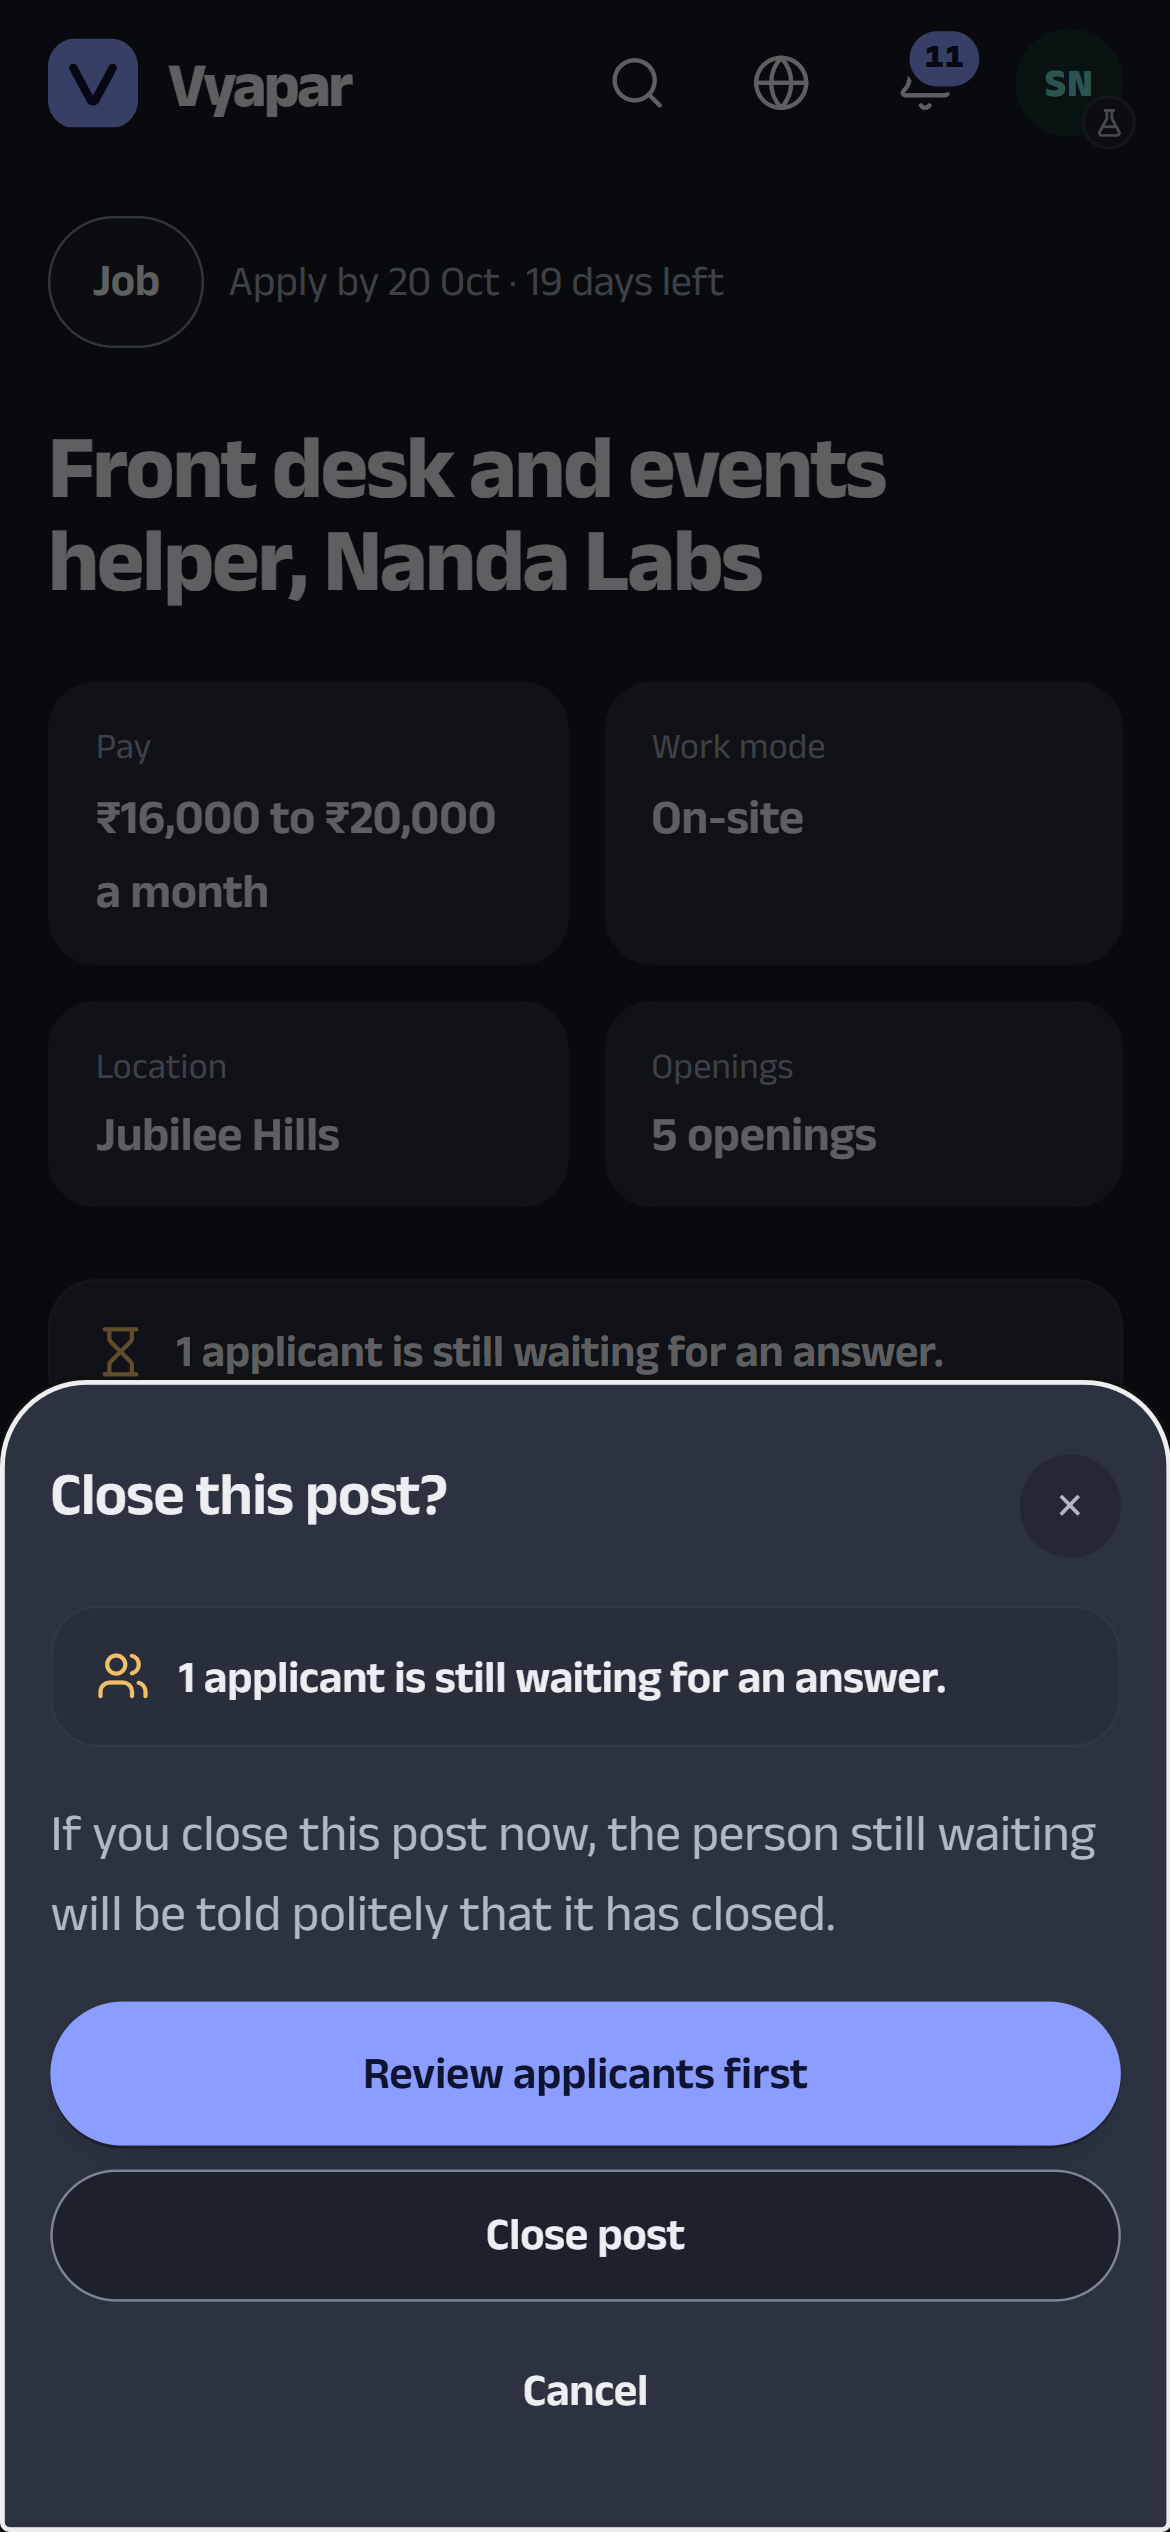 Vyapar
11
SN
Job
Apply by 20 Oct · 19 days left
Front desk and events
helper, Nanda Labs
Pay
₹16,000 to ₹20,000
a month
Work mode
On-site
Location
Jubilee Hills
Openings
5 openings
1 applicant is still waiting for an answer.
Close this post?
1 applicant is still waiting for an answer.
If you close this post now, the person still waiting
will be told politely that it has closed.
Review applicants first
Close post
Cancel